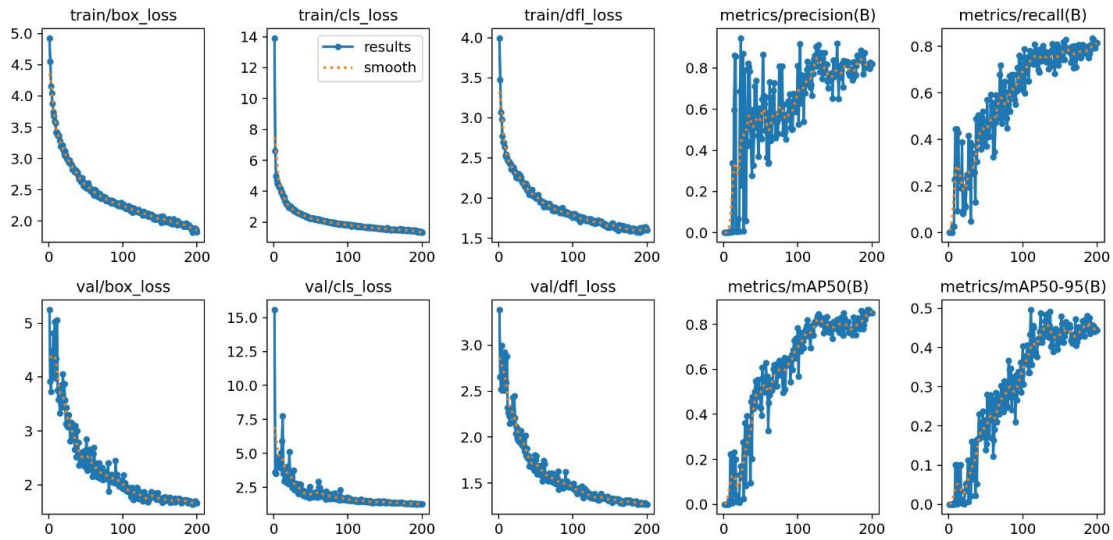 train/box_loss
train/cls_loss
train/dfl_loss
metrics/precision(B)
metrics/recall(B)
5.0
4.5
4.0
3.5
3.0
2.5
2.0
0 100 200
14
12
10
8
6
4
2
results
smooth
0 100 200
4.0
3.5
3.0
2.5
2.0
1.5
0 100 200
0.8
0.6
0.4
0.2
0.0
0 100 200
0.8
0.6
0.4
0.2
0.0
0 100 200
val/box_loss
val/cls_loss
val/dfl_loss
metrics/mAP50(B)
metrics/mAP50-95(B)
5
4
3
2
0 100 200
15.0
12.5
10.0
7.5
5.0
2.5
0 100 200
3.5
3.0
2.5
2.0
1.5
0 100 200
0.8
0.6
0.4
0.2
0.0
0 100 200
0.5
0.4
0.3
0.2
0.1
0.0
0 100 200